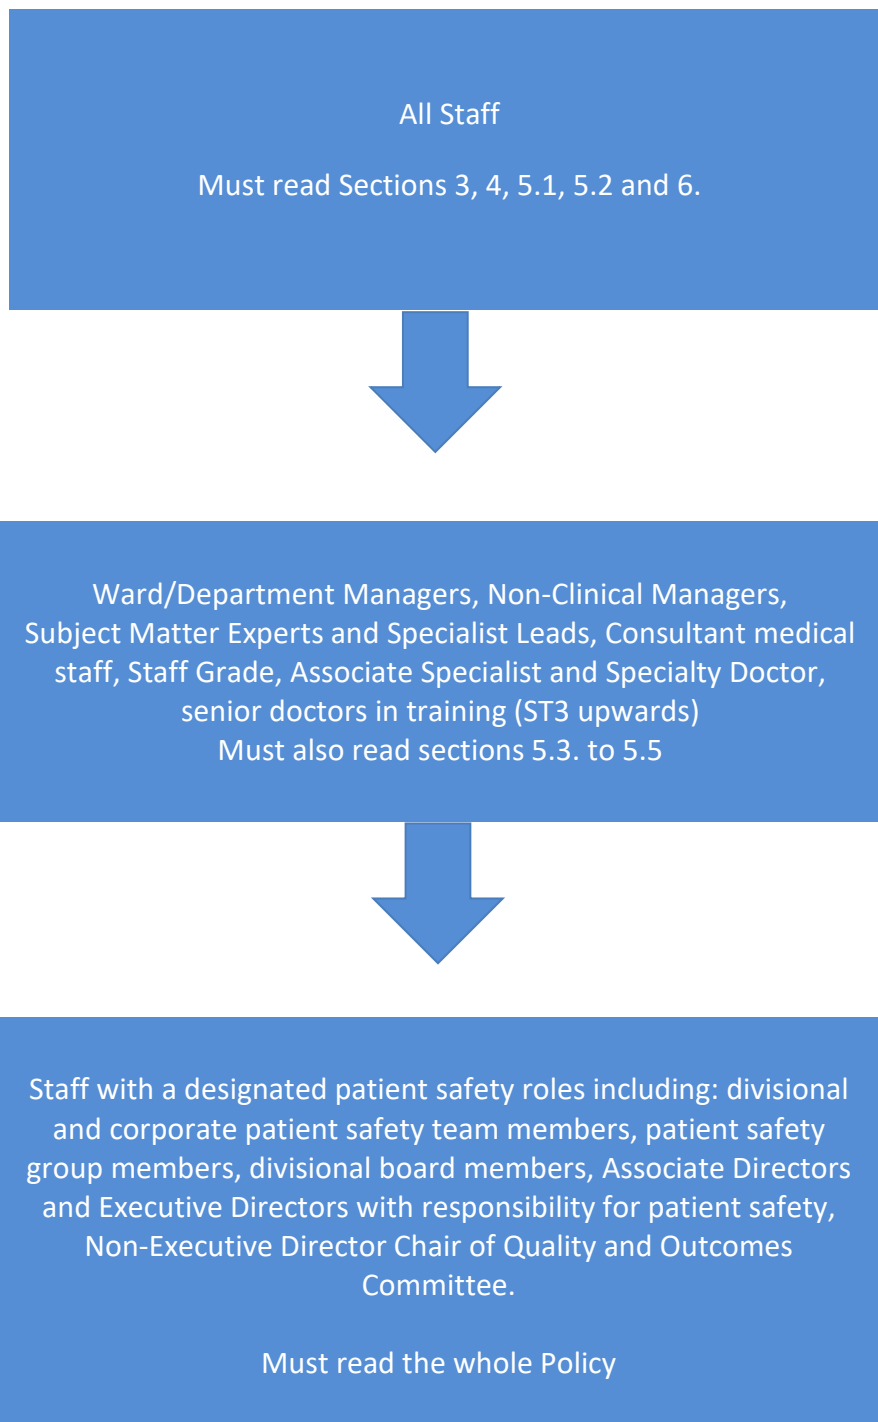 All Staff
Must read Sections 3, 4, 5.1, 5.2 and 6.
Ward/Department Managers, Non-Clinical Managers,
Subject Matter Experts and Specialist Leads, Consultant medical
staff, Staff Grade, Associate Specialist and Specialty Doctor,
senior doctors in training (ST3 upwards)
Must also read sections 5.3. to 5.5
Staff with a designated patient safety roles including: divisional
and corporate patient safety team members, patient safety
group members, divisional board members, Associate Directors
and Executive Directors with responsibility for patient safety,
Non-Executive Director Chair of Quality and Outcomes
Committee.
Must read the whole Policy